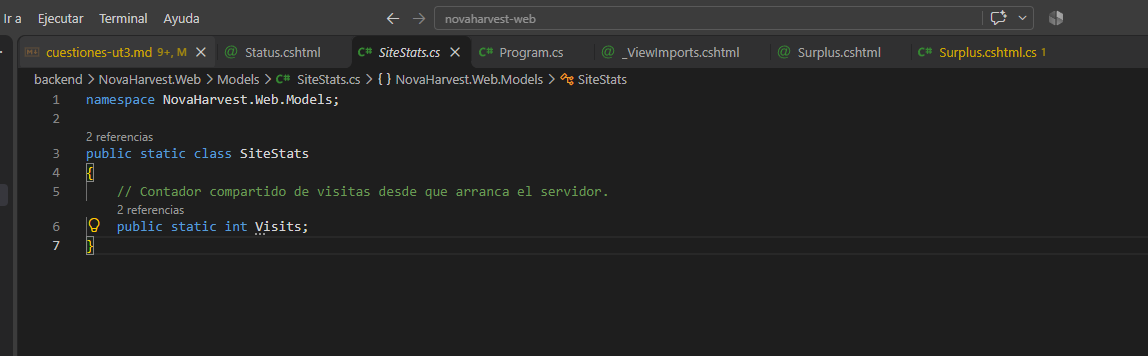 Ir a Ejecutar Terminal Ayuda novaharvest-web
cuestiones-ut3.md 9+, M Status.cshtml C# SiteStats.cs C# Program.cs _ViewImports.cshtml Surplus.cshtml C# Surplus.cshtml.cs 1
backend > NovaHarvest.Web > Models > C# SiteStats.cs > { } NovaHarvest.Web.Models > SiteStats
1 namespace NovaHarvest.Web.Models;
2
2 referencias
3 public static class SiteStats
4 {
5 // Contador compartido de visitas desde que arranca el servidor.
2 referencias
6 public static int Visits;
7 }